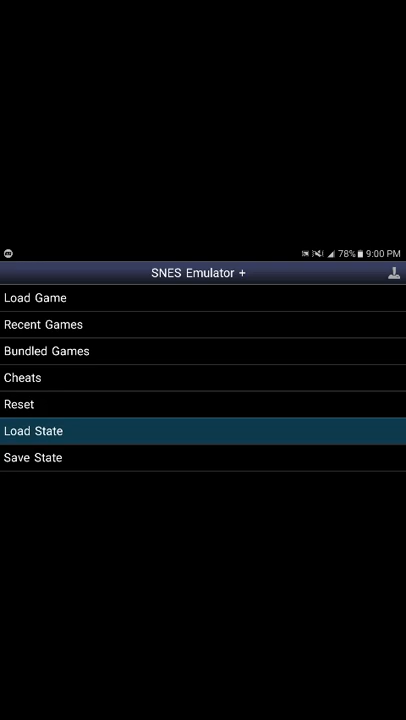 78% 9:00 PM
SNES Emulator +
Load Game
Recent Games
Bundled Games
Cheats
Reset
Load State
Save State